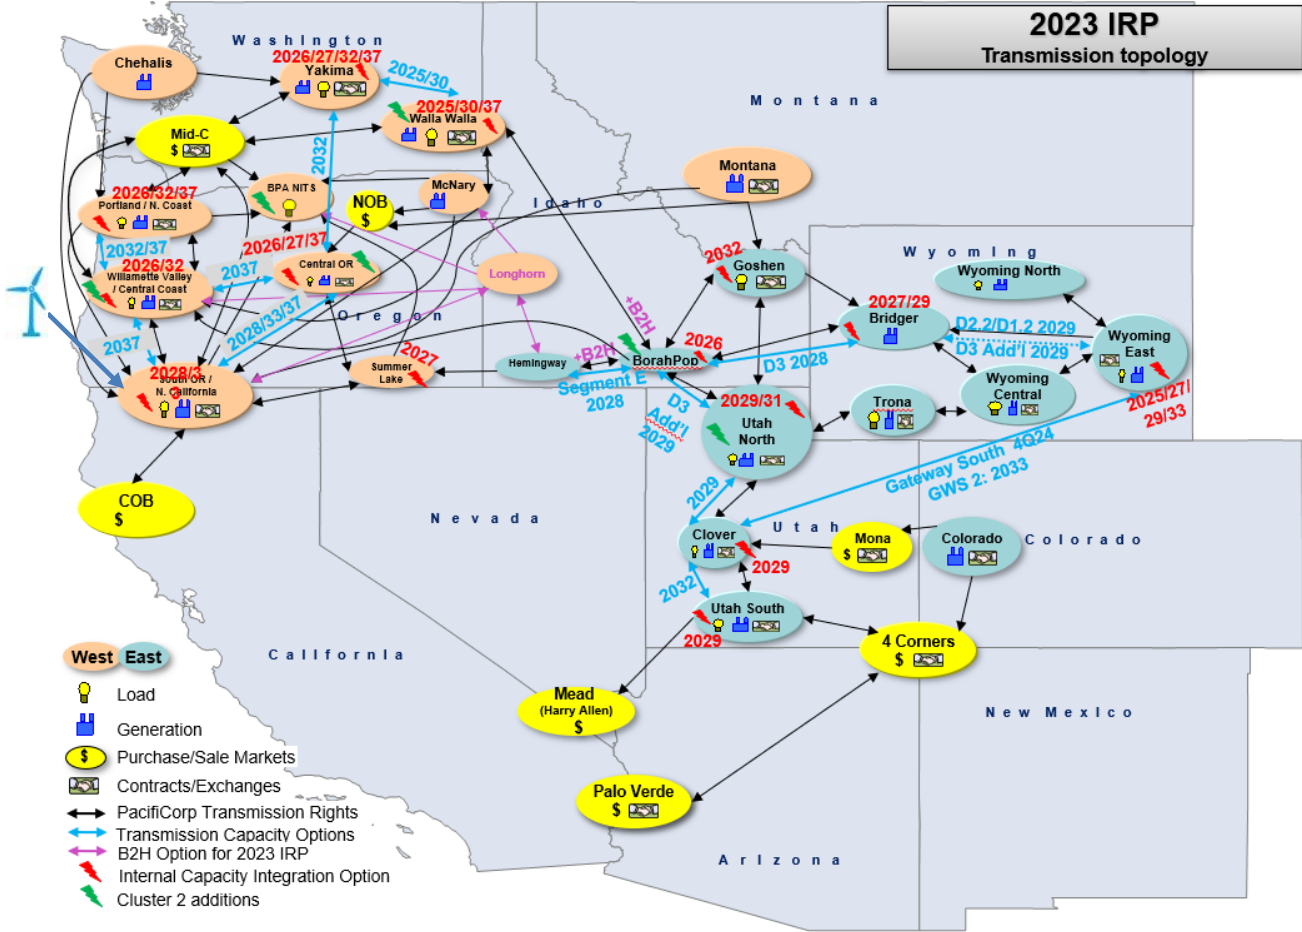 2023 IRP
Transmission topology
Washington
Montana
Idaho
Wyoming
Oregon
Nevada
Utah
Colorado
California
New Mexico
Arizona
Chehalis
2026/27/32/37
Yakima
2025/30
2025/30/37
Walla Walla
Mid-C
$
2032
Montana
BPA NITS
McNary
NOB
$
2026/32/37
Portland / N. Coast
2032/37
2026/27/37
Central OR
2037
2026/32
Willamette Valley
/ Central Coast
Longhorn
2028/33/37
2037
2028/3
3
South OR /
N. California
2027
Summer
Lake
Hemingway
+B2H
+B2H
BorahPop
2026
Segment E
2028
D3 2028
D3
Add'l
2029
2032
Goshen
2027/29
Bridger
Wyoming North
D2.2/D1.2 2029
D3 Add'l 2029
Wyoming
East
2025/27/
29/33
Wyoming
Central
Trona
2029/31
Utah
North
Gateway South 4Q24
GWS 2: 2033
COB
$
2029
Clover
2029
Mona
$
Colorado
2032
Utah South
2029
4 Corners
$
Mead
(Harry Allen)
$
Palo Verde
$
West East
Load
Generation
$ Purchase/Sale Markets
Contracts/Exchanges
PacifiCorp Transmission Rights
Transmission Capacity Options
B2H Option for 2023 IRP
Internal Capacity Integration Option
Cluster 2 additions